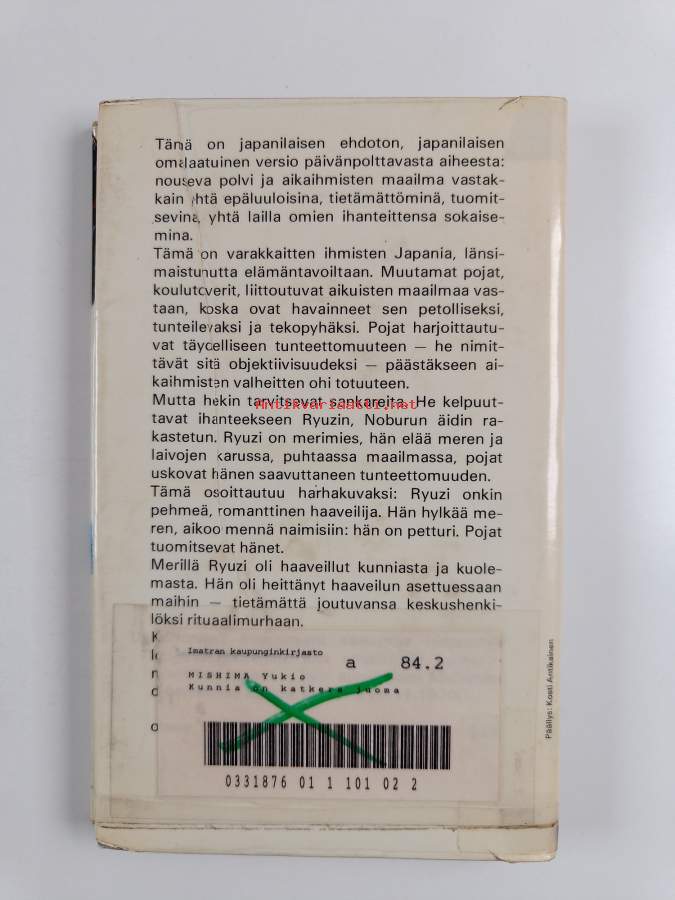 Tämä on japanilaisen ehdoton, japanilaisen
omalaatuinen versio päivänpolttavasta aiheesta:
nouseva polvi ja aikaihmisten maailma vastak-
kain yhtä epäluuloisina, tietämättöminä, tuomit-
sevina, yhtä lailla omien ihanteittensa sokaise-
mina.
Tämä on varakkaitten ihmisten Japania, länsi-
maistunutta elämäntavoiltaan. Muutamat pojat,
koulutoverit, liittoutuvat aikuisten maailmaa vas-
taan, koska ovat havainneet sen petolliseksi,
tunteilevaksi ja tekopyhäksi. Pojat harjoittautu-
vat täydelliseen tunteettomuuteen — he nimit-
tävät sitä objektiivisuudeksi — päästäkseen ai-
kaihmisten valheitten ohi totuuteen.
Mutta hekin tarvitsevat sankareita. He kelpuut-
Antikvariaatti.net
tavat ihanteekseen Ryuzin, Noburun äidin ra-
kastetun. Ryuzi on merimies, hän elää meren ja
laivojen karussa, puhtaassa maailmassa, pojat
uskovat hänen saavuttaneen tunteettomuuden.
Tämä osoittautuu harhakuvaksi: Ryuzi onkin
pehmeä, romanttinen haaveilija. Hän hylkää me-
ren, aikoo mennä naimisiin: hän on petturi. Pojat
tuomitsevat hänet.
Merillä Ryuzi oli haaveillut kunniasta ja kuole-
masta. Hän oli heittänyt haaveilun asettuessaan
maihin — tietämättä joutuvansa keskushenki-
löksi rituaalimurhaan.
Imatran kaupunginkirjasto
a 84.2
MISHIMA Yukio
Kunnia on katkera juoma
0331876 01 1 101 02 2
Päällys: Kosti Antikainen